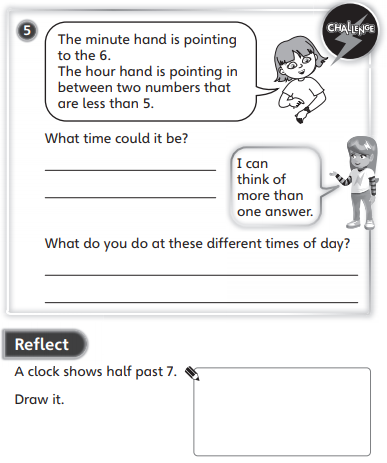 CHALLENGE
5
The minute hand is pointing
to the 6.
The hour hand is pointing in
between two numbers that
are less than 5.
What time could it be?
I can
think of
more than
one answer.
What do you do at these different times of day?
Reflect
A clock shows half past 7.
Draw it.